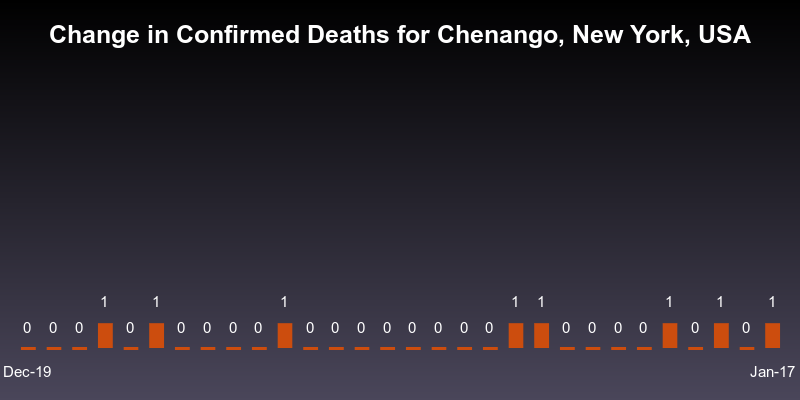 Change in Confirmed Deaths for Chenango, New York, USA
0 0 0 1 0 1 0 0 0 0 1 0 0 0 0 0 0 0 0 1 1 0 0 0 0 1 0 1 0 1
Dec-19 Jan-17